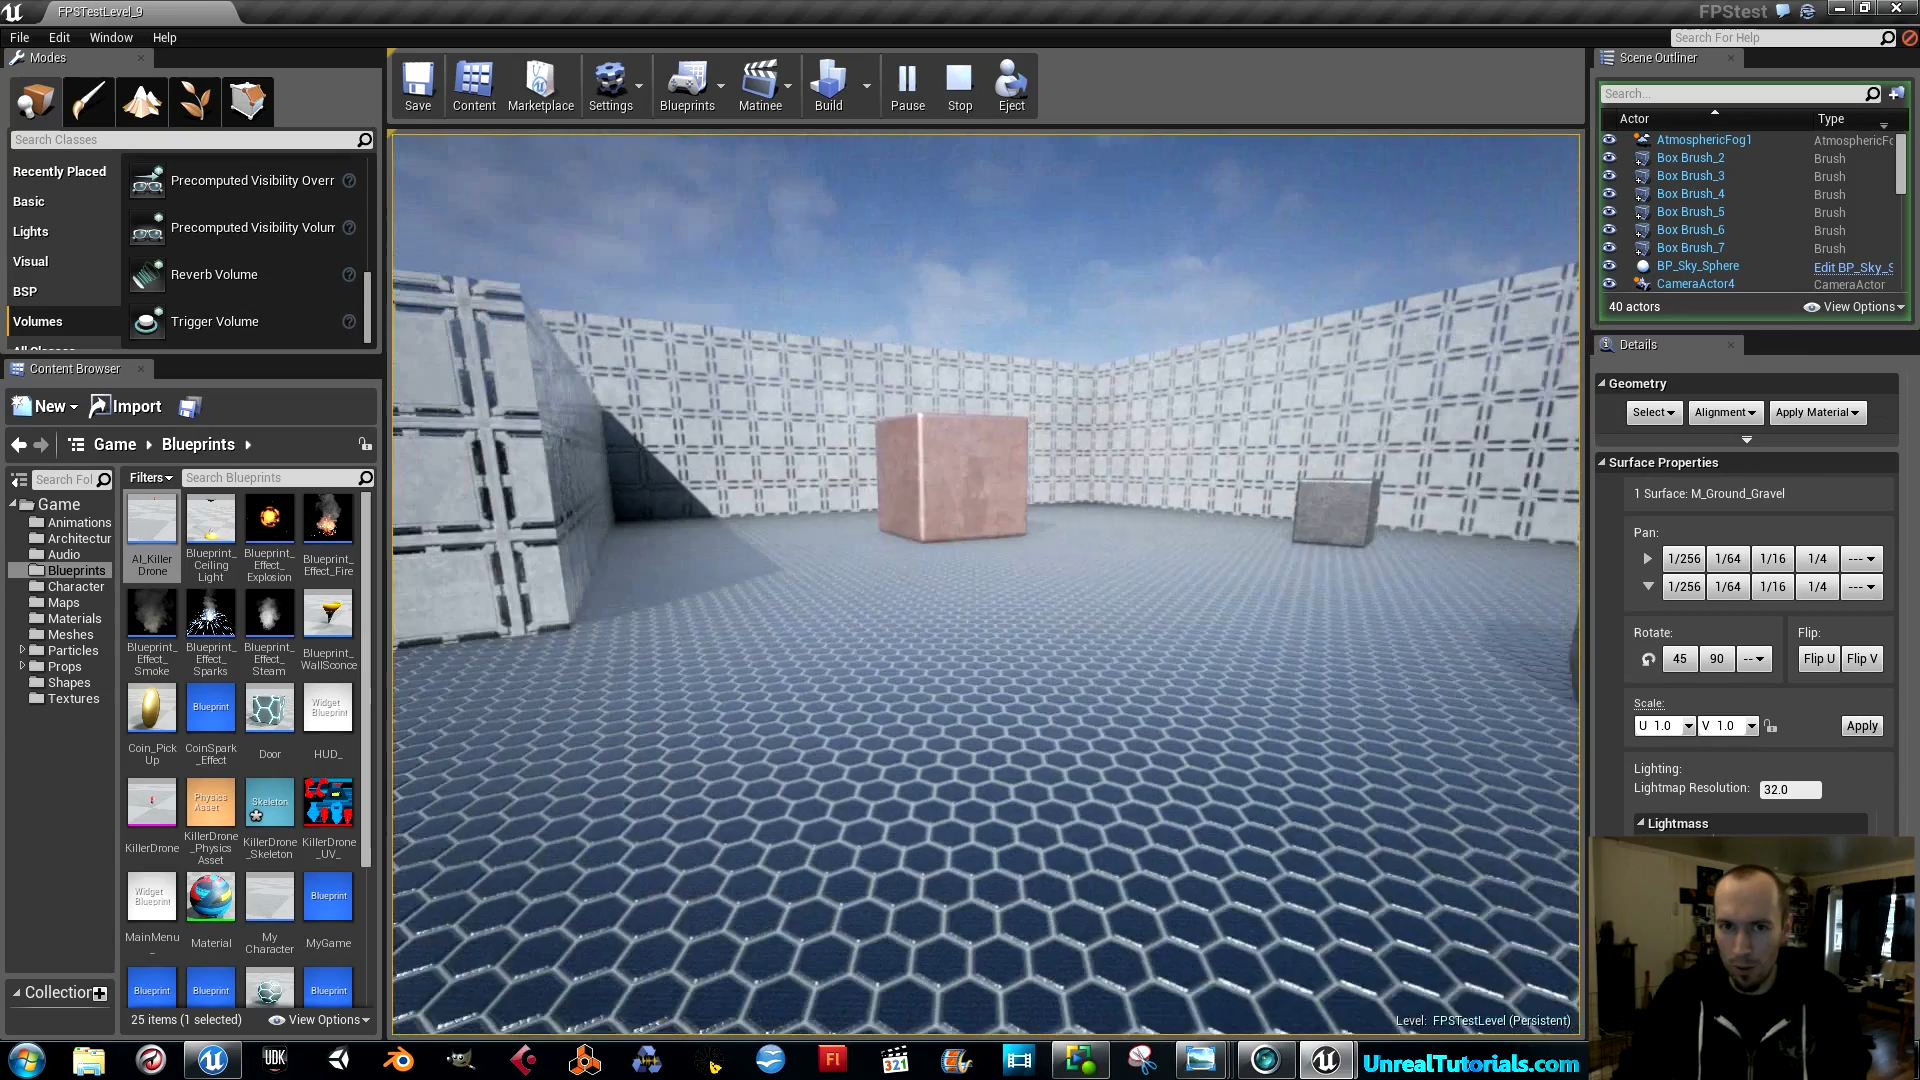 FPSTestLevel_9
FPStest
File Edit Window Help
Search For Help
Modes
Search Classes
Recently Placed
Basic
Lights
Visual
BSP
Volumes
Precomputed Visibility Overr
Precomputed Visibility Volum
Reverb Volume
Trigger Volume
Save
Content
Marketplace
Settings
Blueprints
Matinee
Build
Pause
Stop
Eject
Scene Outliner
Search...
Actor Type
AtmosphericFog1 AtmosphericFo
Box Brush_2 Brush
Box Brush_3 Brush
Box Brush_4 Brush
Box Brush_5 Brush
Box Brush_6 Brush
Box Brush_7 Brush
BP_Sky_Sphere Edit BP_Sky_S
CameraActor4 CameraActor
40 actors View Options
Details
Geometry
Select Alignment Apply Material
Surface Properties
1 Surface: M_Ground_Gravel
Pan:
1/256 1/64 1/16 1/4 ---
1/256 1/64 1/16 1/4 ---
Rotate: Flip:
45 90 -- Flip U Flip V
Scale:
U 1.0 V 1.0 Apply
Lighting:
Lightmap Resolution: 32.0
Lightmass
Content Browser
New Import
Game Blueprints
Search Fol
Filters Search Blueprints
Game
Animations
Architectur
Audio
Blueprints
Character
Maps
Materials
Meshes
Particles
Props
Shapes
Textures
Collection
AI_Killer
Drone
Blueprint_
Ceiling
Light
Blueprint_
Effect_
Explosion
Blueprint_
Effect_Fire
Blueprint_
Effect_
Smoke
Blueprint_
Effect_
Sparks
Blueprint_
Effect_
Steam
Blueprint_
WallSconce
Blueprint
Widget
Blueprint
Coin_Pick
Up
CoinSpark
_Effect
Door
HUD_
Physics
Asset
Skeleton
KillerDrone
KillerDrone
_Physics
Asset
KillerDrone
_Skeleton
KillerDrone
_UV_
Widget
Blueprint
Blueprint
MainMenu
_
Material
My
Character
MyGame
Blueprint
Blueprint
Blueprint
25 items (1 selected) View Options
Level: FPSTestLevel (Persistent)
UDK
Fl
321
UnrealTutorials.com